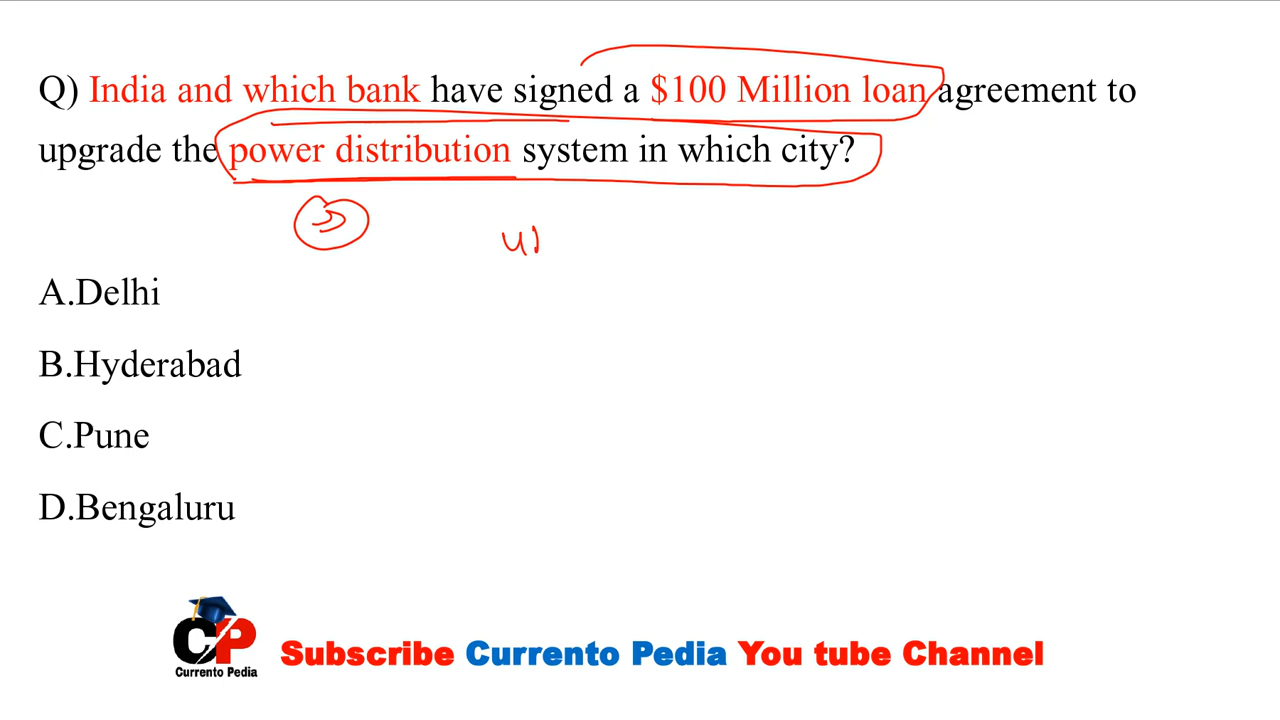 Q) India and which bank have signed a $100 Million loan agreement to
upgrade the power distribution system in which city?
A.Delhi
B.Hyderabad
C.Pune
D.Bengaluru
CP
Currento Pedia
Subscribe Currento Pedia You tube Channel